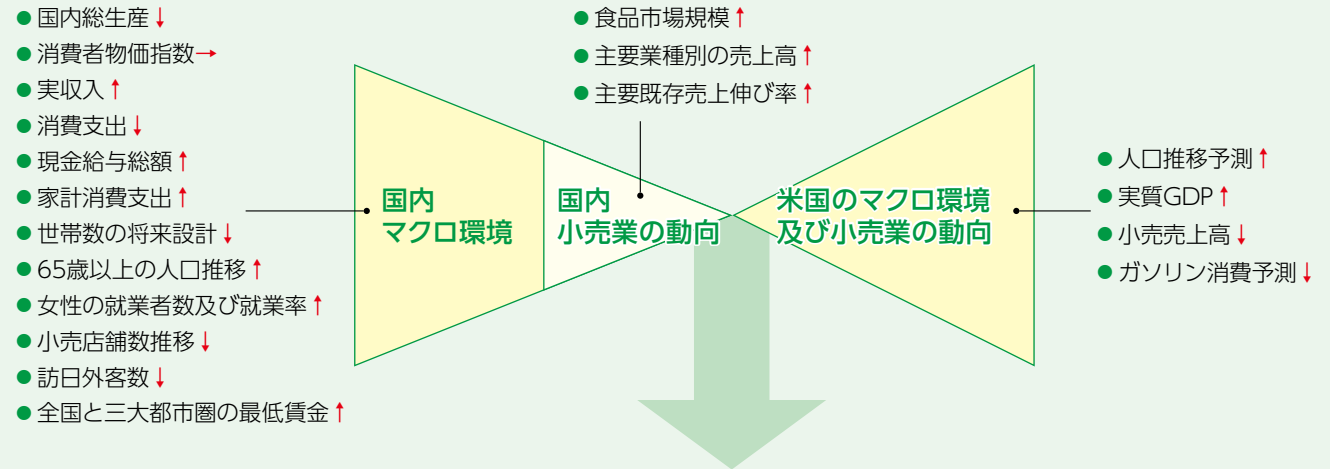 ● 国内総生産↓
● 消費者物価指数→
● 実収入↑
● 消費支出↓
● 現金給与総額↑
● 家計消費支出↑
● 世帯数の将来設計↓
● 65歳以上の人口推移↑
● 女性の就業者数及び就業率↑
● 小売店舗数推移↓
● 訪日外客数↓
● 全国と三大都市圏の最低賃金↑
国内
マクロ環境
● 食品市場規模↑
● 主要業種別の売上高↑
● 主要既存売上伸び率↑
国内
小売業の動向
米国のマクロ環境
及び小売業の動向
● 人口推移予測↑
● 実質GDP↑
● 小売売上高↓
● ガソリン消費予測↓